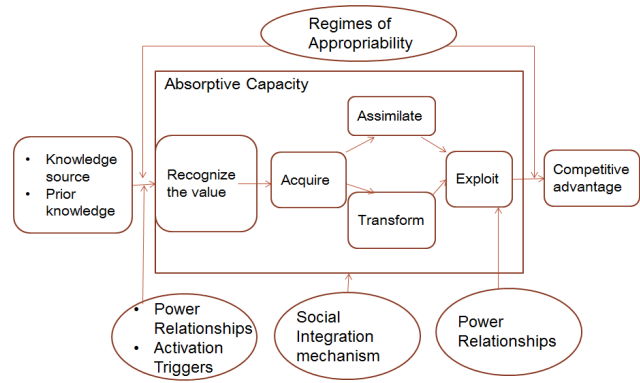 Regimes of
Appropriability
Absorptive Capacity
• Knowledge
source
• Prior
knowledge
Recognize
the value
Acquire
Assimilate
Transform
Exploit
Competitive
advantage
• Power
Relationships
• Activation
Triggers
Social
Integration
mechanism
Power
Relationships